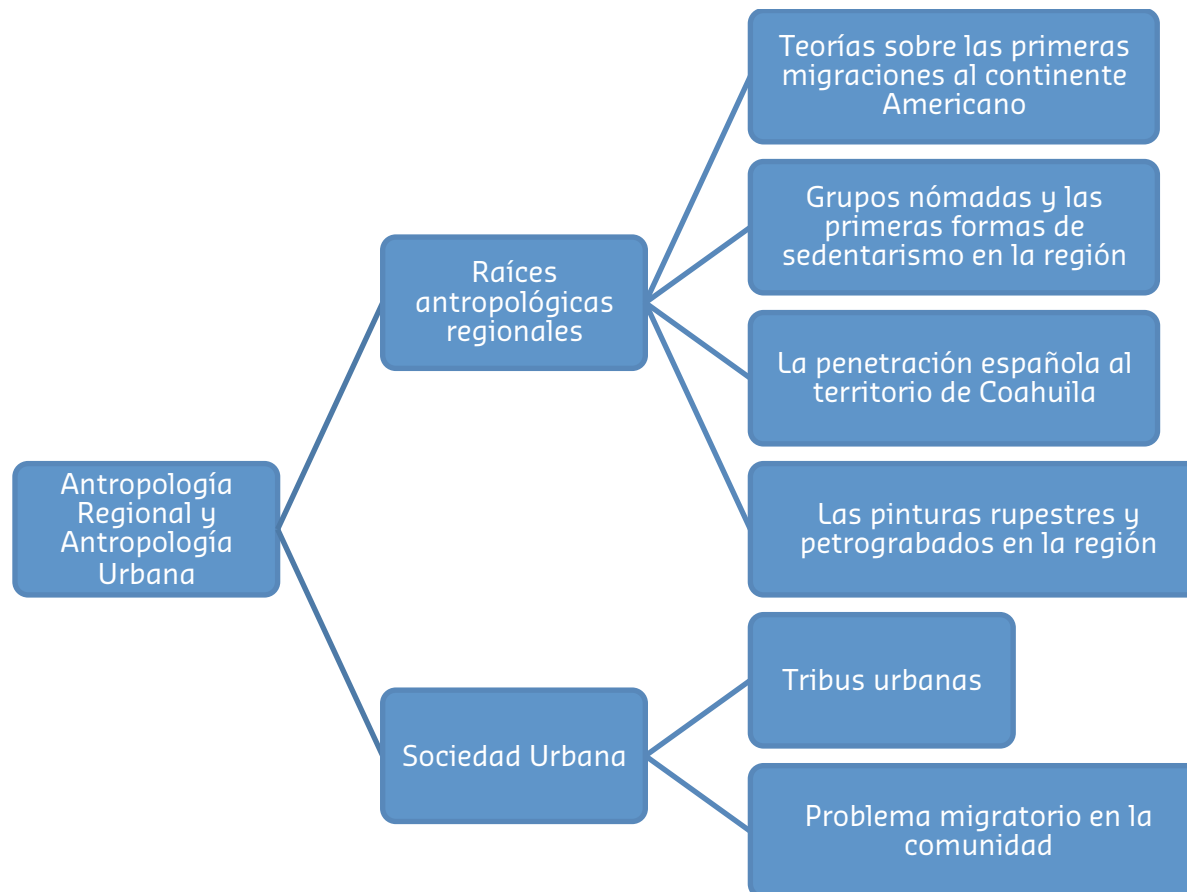 Antropología
Regional y
Antropología
Urbana
Raíces
antropológicas
regionales
Teorías sobre las primeras
migraciones al continente
Americano
Grupos nómadas y las
primeras formas de
sedentarismo en la región
La penetración española al
territorio de Coahuila
Las pinturas rupestres y
petrograbados en la región
Sociedad Urbana
Tribus urbanas
Problema migratorio en la
comunidad